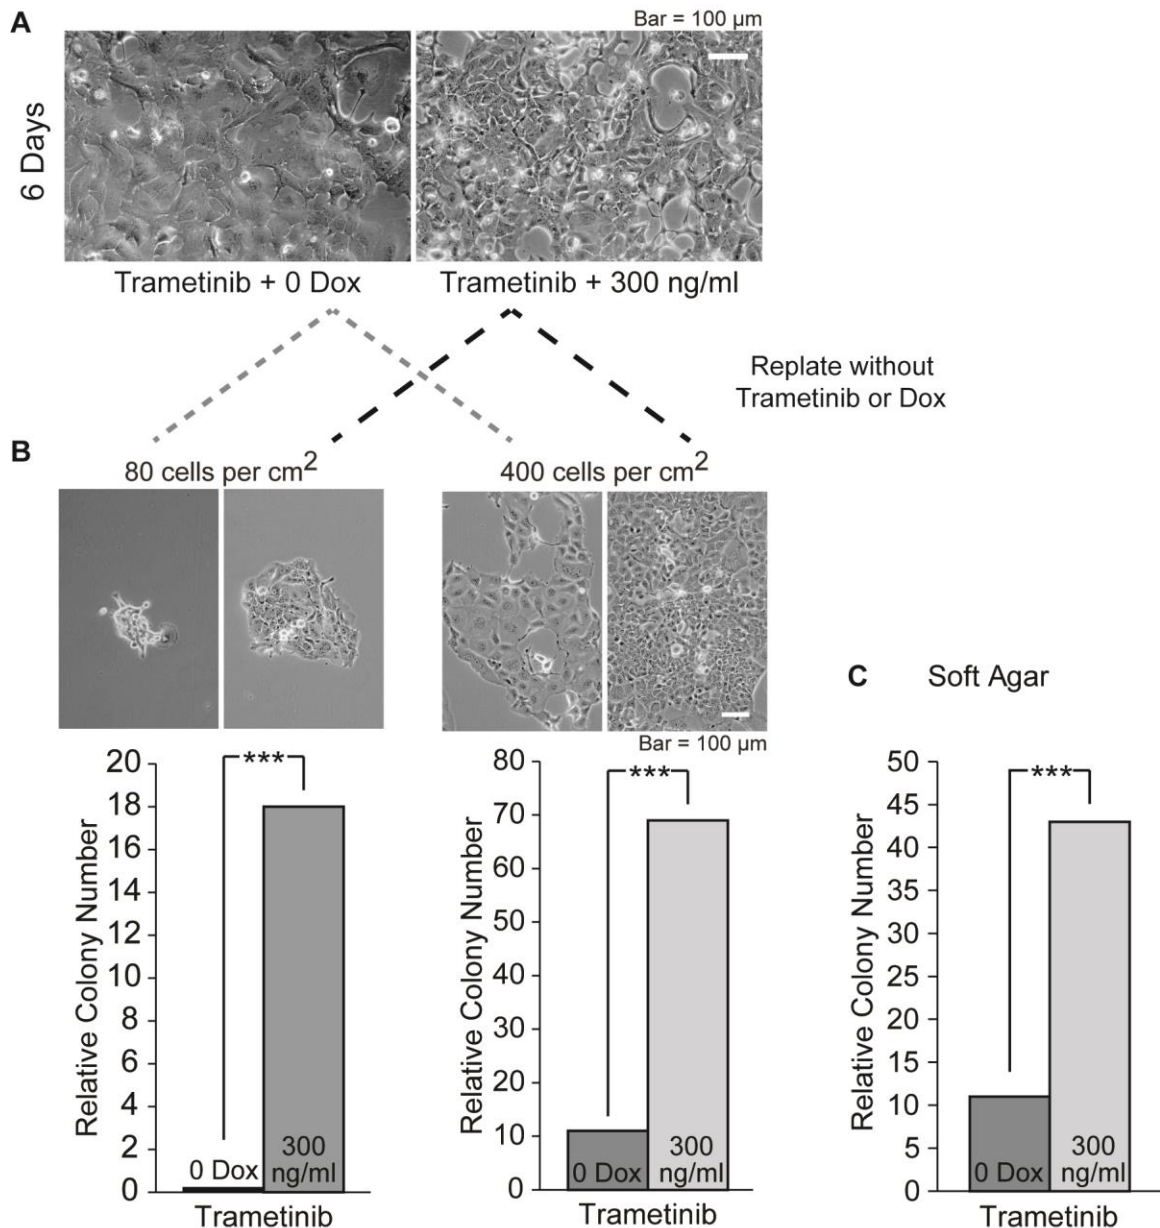 A
Bar = 100 µm
6 Days
Trametinib + 0 Dox
Trametinib + 300 ng/ml
Replate without
Trametinib or Dox
B
80 cells per cm2
400 cells per cm2
Bar = 100 µm
Relative Colony Number
20
18
16
14
12
10
8
6
4
2
0
***
0 Dox
300
ng/ml
Trametinib
Relative Colony Number
80
70
60
50
40
30
20
10
0
***
0 Dox
300
ng/ml
Trametinib
C Soft Agar
Relative Colony Number
50
45
40
35
30
25
20
15
10
5
0
***
0 Dox
300
ng/ml
Trametinib